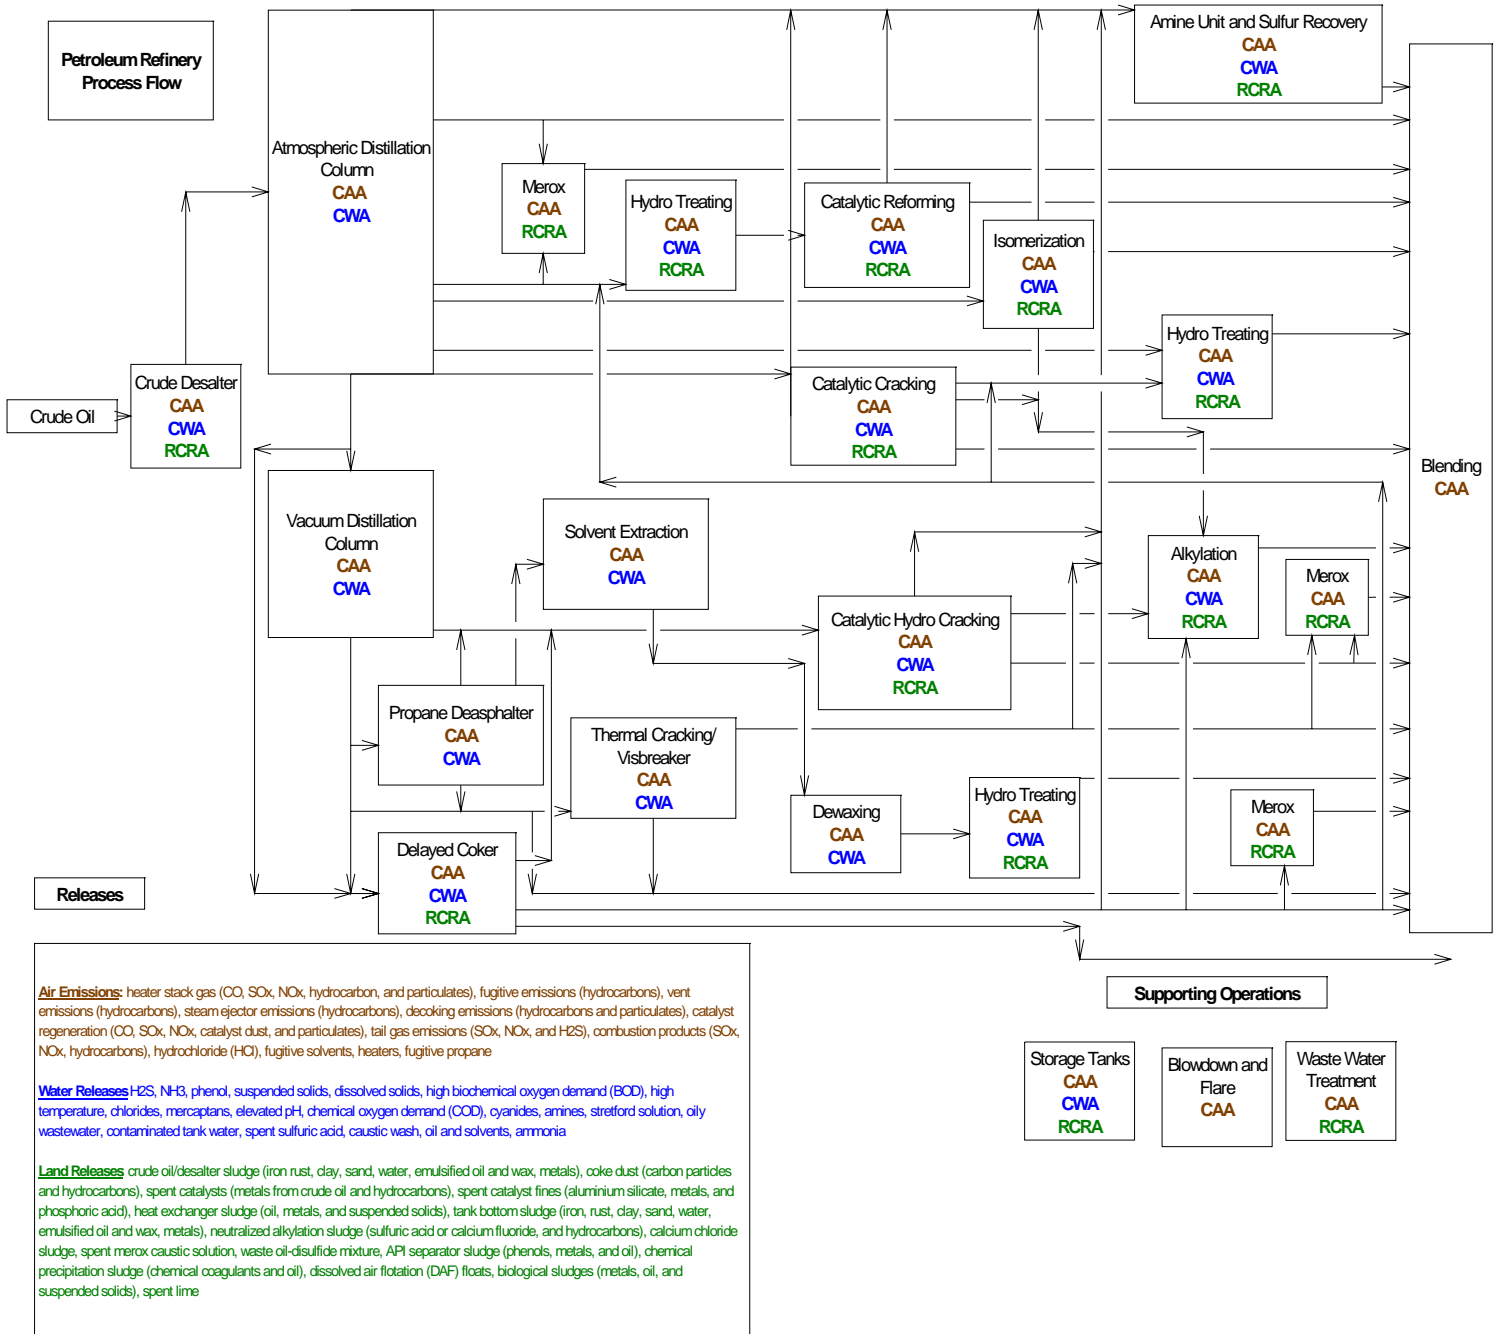 Petroleum Refinery
Process Flow
Atmospheric Distillation
Column
CAA
CWA
Amine Unit and Sulfur Recovery
CAA
CWA
RCRA
Merox
CAA
RCRA
Hydro Treating
CAA
CWA
RCRA
Catalytic Reforming
CAA
CWA
RCRA
Isomerization
CAA
CWA
RCRA
Hydro Treating
CAA
CWA
RCRA
Crude Oil
Crude Desalter
CAA
CWA
RCRA
Catalytic Cracking
CAA
CWA
RCRA
Blending
CAA
Vacuum Distillation
Column
CAA
CWA
Solvent Extraction
CAA
CWA
Alkylation
CAA
CWA
RCRA
Merox
CAA
RCRA
Catalytic Hydro Cracking
CAA
CWA
RCRA
Propane Deasphalter
CAA
CWA
Thermal Cracking/
Visbreaker
CAA
CWA
Dewaxing
CAA
CWA
Hydro Treating
CAA
CWA
RCRA
Merox
CAA
RCRA
Delayed Coker
CAA
CWA
RCRA
Releases
Air Emissions: heater stack gas (CO, SOx, NOx, hydrocarbon, and particulates), fugitive emissions (hydrocarbons), vent
emissions (hydrocarbons), steam ejector emissions (hydrocarbons), decoking emissions (hydrocarbons and particulates), catalyst
regeneration (CO, SOx, NOx, catalyst dust, and particulates), tail gas emissions (SOx, NOx, and H2S), combustion products (SOx,
NOx, hydrocarbons), hydrochloride (HCl), fugitive solvents, heaters, fugitive propane
Water Releases H2S, NH3, phenol, suspended solids, dissolved solids, high biochemical oxygen demand (BOD), high
temperature, chlorides, mercaptans, elevated pH, chemical oxygen demand (COD), cyanides, amines, stretford solution, oily
wastewater, contaminated tank water, spent sulfuric acid, caustic wash, oil and solvents, ammonia
Land Releases crude oil/desalter sludge (iron rust, clay, sand, water, emulsified oil and wax, metals), coke dust (carbon particles
and hydrocarbons), spent catalysts (metals from crude oil and hydrocarbons), spent catalyst fines (aluminium silicate, metals, and
phosphoric acid), heat exchanger sludge (oil, metals, and suspended solids), tank bottom sludge (iron, rust, clay, sand, water,
emulsified oil and wax, metals), neutralized alkylation sludge (sulfuric acid or calcium fluoride, and hydrocarbons), calcium chloride
sludge, spent merox caustic solution, waste oil-disulfide mixture, API separator sludge (phenols, metals, and oil), chemical
precipitation sludge (chemical coagulants and oil), dissolved air flotation (DAF) floats, biological sludges (metals, oil, and
suspended solids), spent lime
Supporting Operations
Storage Tanks
CAA
CWA
RCRA
Blowdown and
Flare
CAA
Waste Water
Treatment
CAA
RCRA